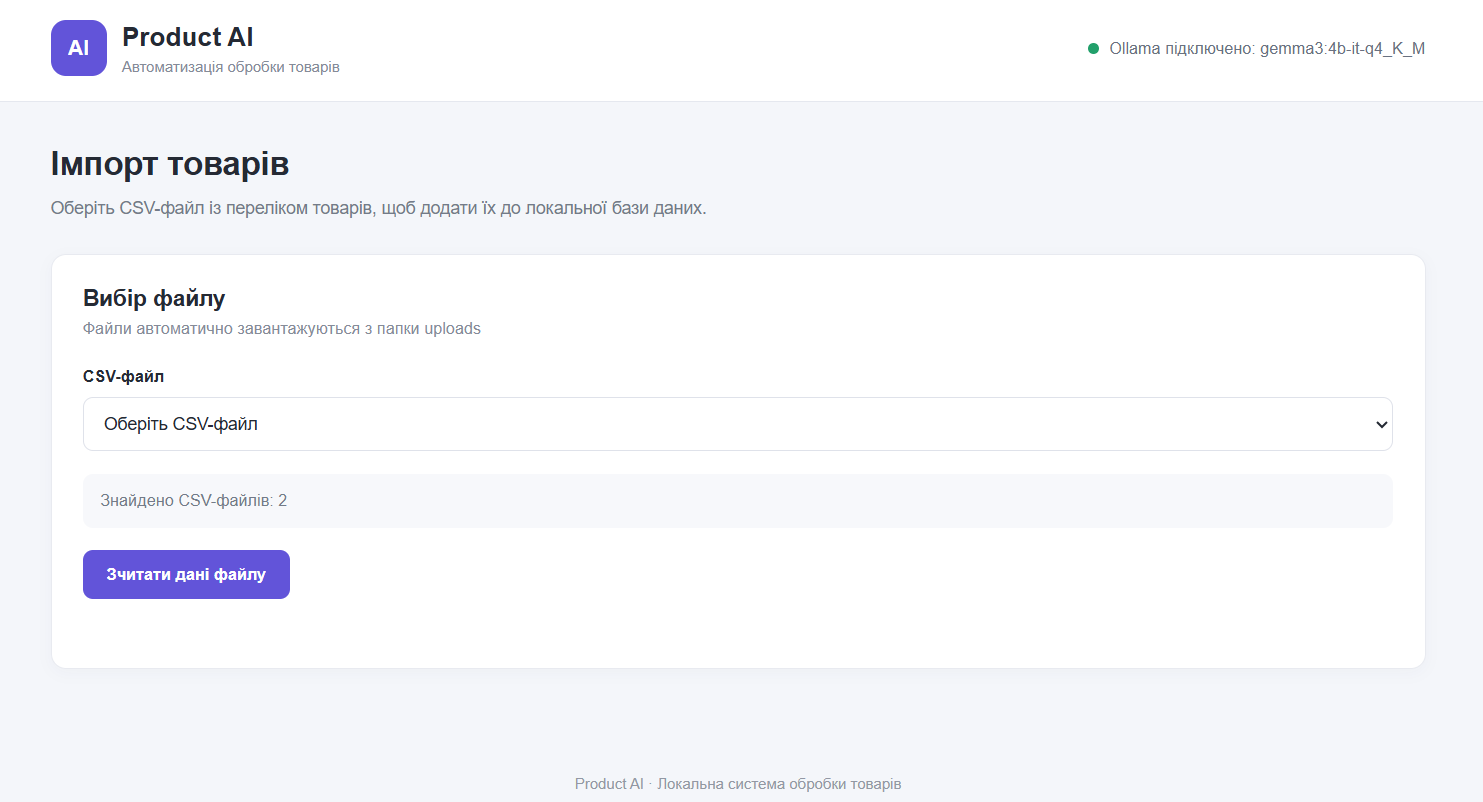 AI
Product AI
Автоматизація обробки товарів
Ollama підключено: gemma3:4b-it-q4_K_M
Імпорт товарів
Оберіть CSV-файл із переліком товарів, щоб додати їх до локальної бази даних.
Вибір файлу
Файли автоматично завантажуються з папки uploads
CSV-файл
Оберіть CSV-файл
Знайдено CSV-файлів: 2
Зчитати дані файлу
Product AI · Локальна система обробки товарів